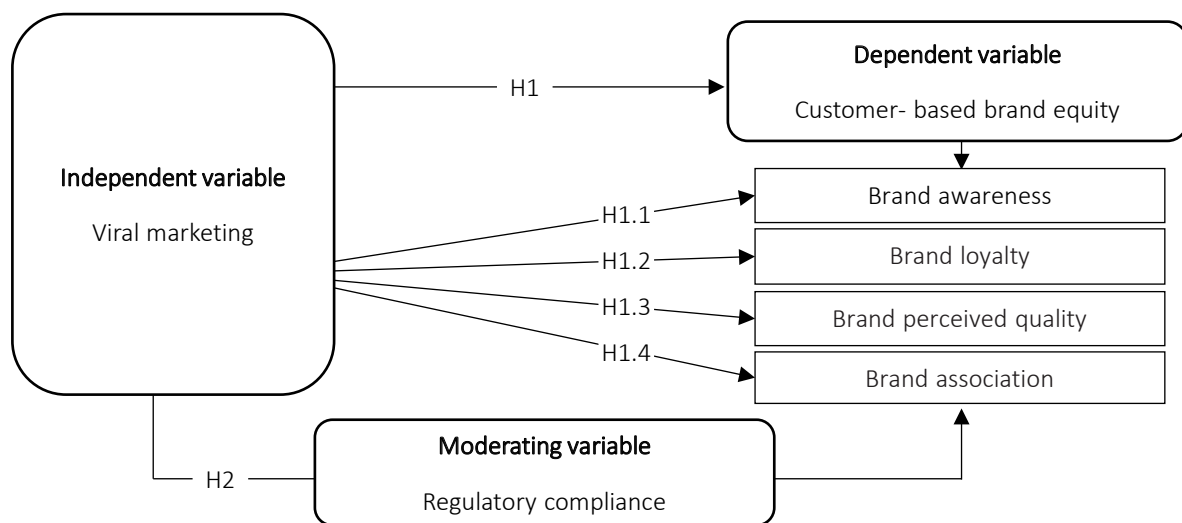 Independent variable
Viral marketing
H1
Dependent variable
Customer- based brand equity
H1.1
Brand awareness
H1.2
Brand loyalty
H1.3
Brand perceived quality
H1.4
Brand association
H2
Moderating variable
Regulatory compliance